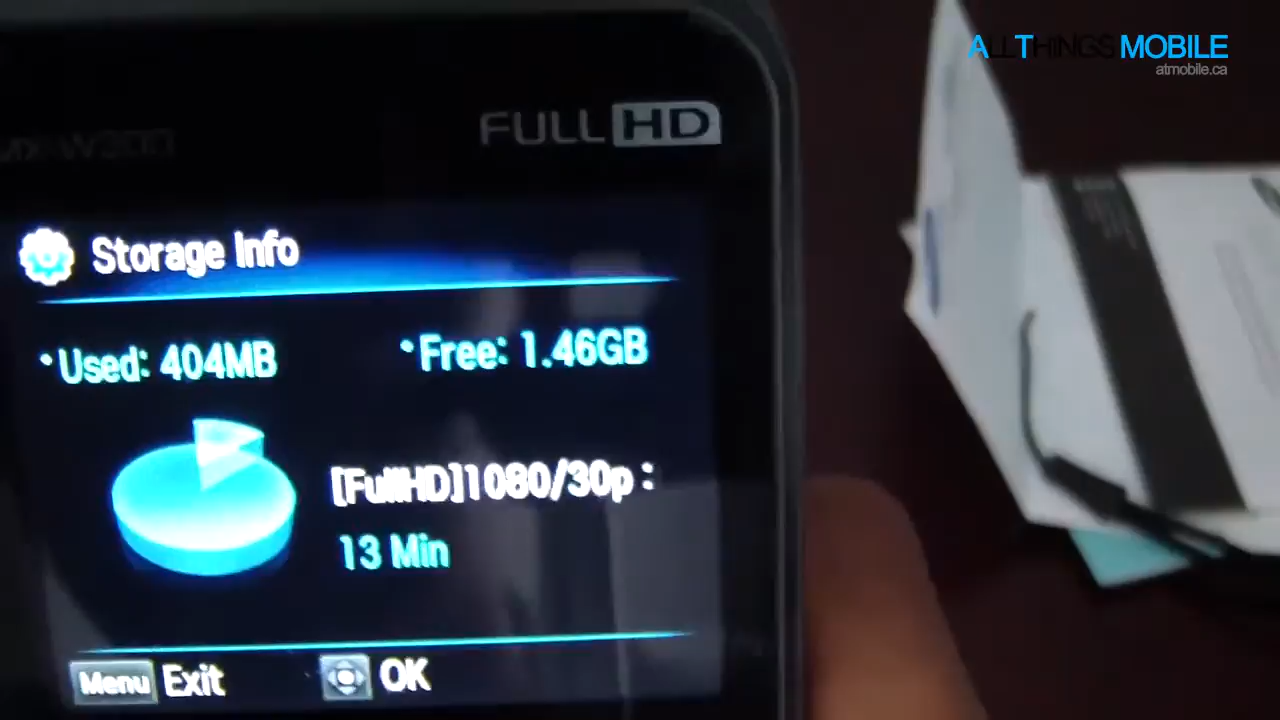 ALLTHINGS MOBILE
atmobile.ca
FULL HD
Storage Info
Used: 404MB
Free: 1.46GB
[FullHD]1080/30p :
13 Min
Menu Exit
OK